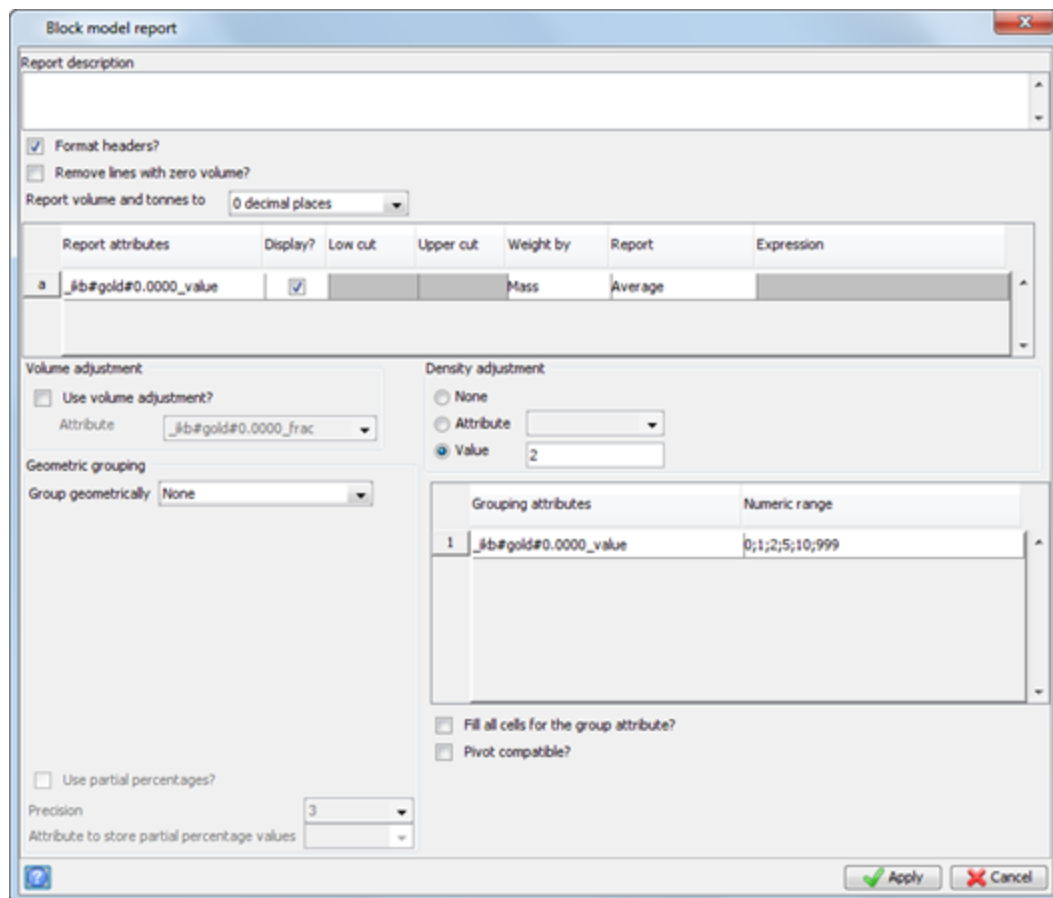 Block model report
Report description
Format headers?
Remove lines with zero volume?
Report volume and tonnes to 0 decimal places
Report attributes Display? Low cut Upper cut Weight by Report Expression
a _ikb#gold#0.0000_value Mass Average
Volume adjustment
Use volume adjustment?
Attribute _ikb#gold#0.0000_frac
Density adjustment
None
Attribute
Value 2
Geometric grouping
Group geometrically None
Grouping attributes Numeric range
1 _ikb#gold#0.0000_value 0;1;2;5;10;999
Fill all cells for the group attribute?
Pivot compatible?
Use partial percentages?
Precision 3
Attribute to store partial percentage values
Apply Cancel